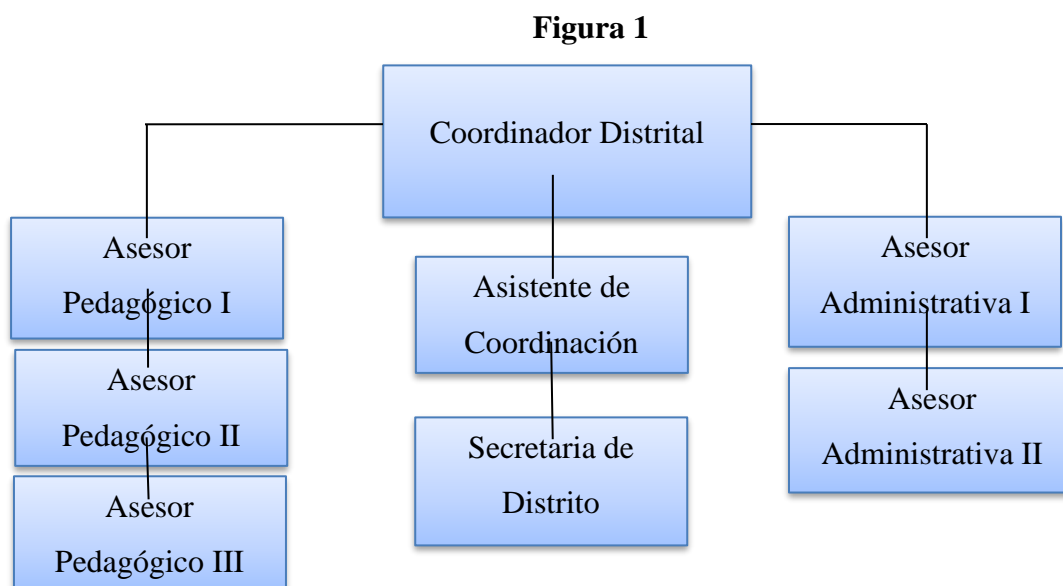 Figura 1
Coordinador Distrital
Asesor
Pedagógico I
Asesor
Pedagógico II
Asesor
Pedagógico III
Asistente de
Coordinación
Secretaria de
Distrito
Asesor
Administrativa I
Asesor
Administrativa II